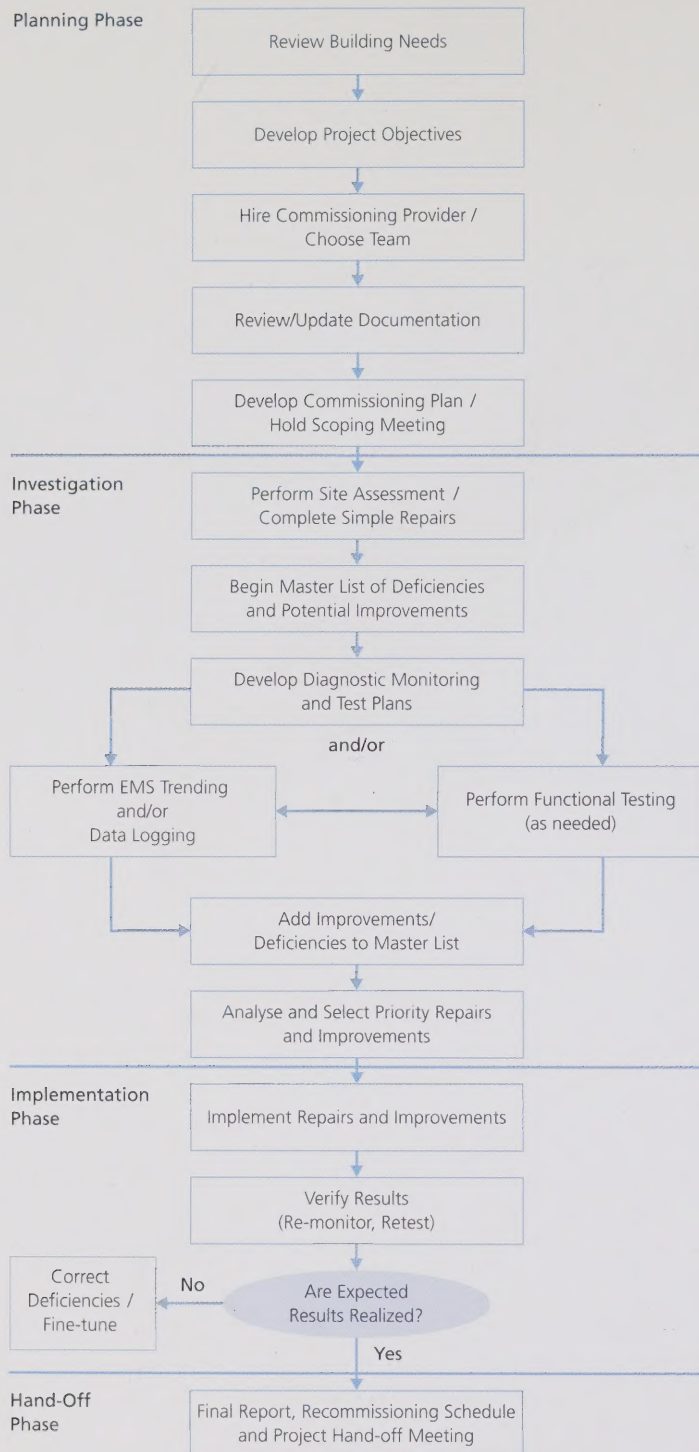 Planning Phase
Review Building Needs
Develop Project Objectives
Hire Commissioning Provider /
Choose Team
Review/Update Documentation
Develop Commissioning Plan /
Hold Scoping Meeting
Investigation
Phase
Perform Site Assessment /
Complete Simple Repairs
Begin Master List of Deficiencies
and Potential Improvements
Develop Diagnostic Monitoring
and Test Plans
and/or
Perform EMS Trending
and/or
Data Logging
Perform Functional Testing
(as needed)
Add Improvements/
Deficiencies to Master List
Analyse and Select Priority Repairs
and Improvements
Implementation
Phase
Implement Repairs and Improvements
Verify Results
(Re-monitor, Retest)
Correct
Deficiencies /
Fine-tune
No
Are Expected
Results Realized?
Yes
Hand-Off
Phase
Final Report, Recommissioning Schedule
and Project Hand-off Meeting